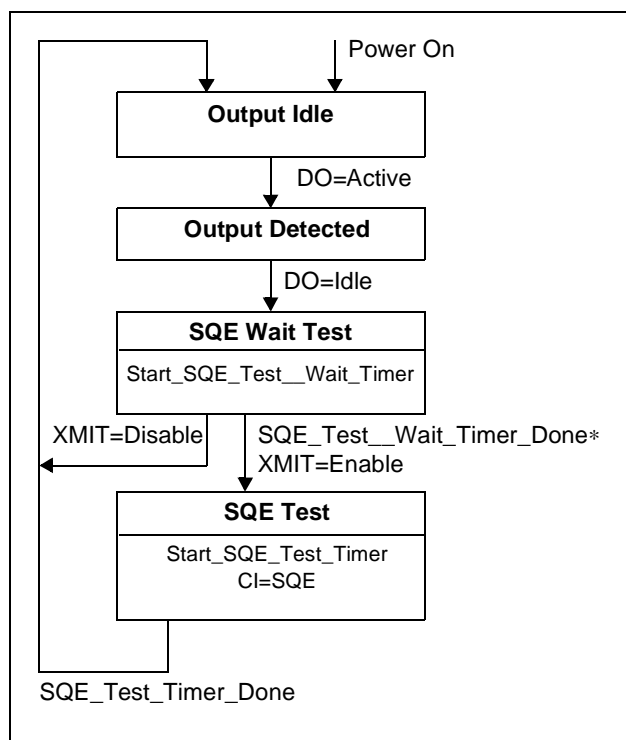 Power On
Output Idle
DO=Active
Output Detected
DO=Idle
SQE Wait Test
Start_SQE_Test__Wait_Timer
XMIT=Disable
SQE_Test__Wait_Timer_Done*
XMIT=Enable
SQE Test
Start_SQE_Test_Timer
CI=SQE
SQE_Test_Timer_Done